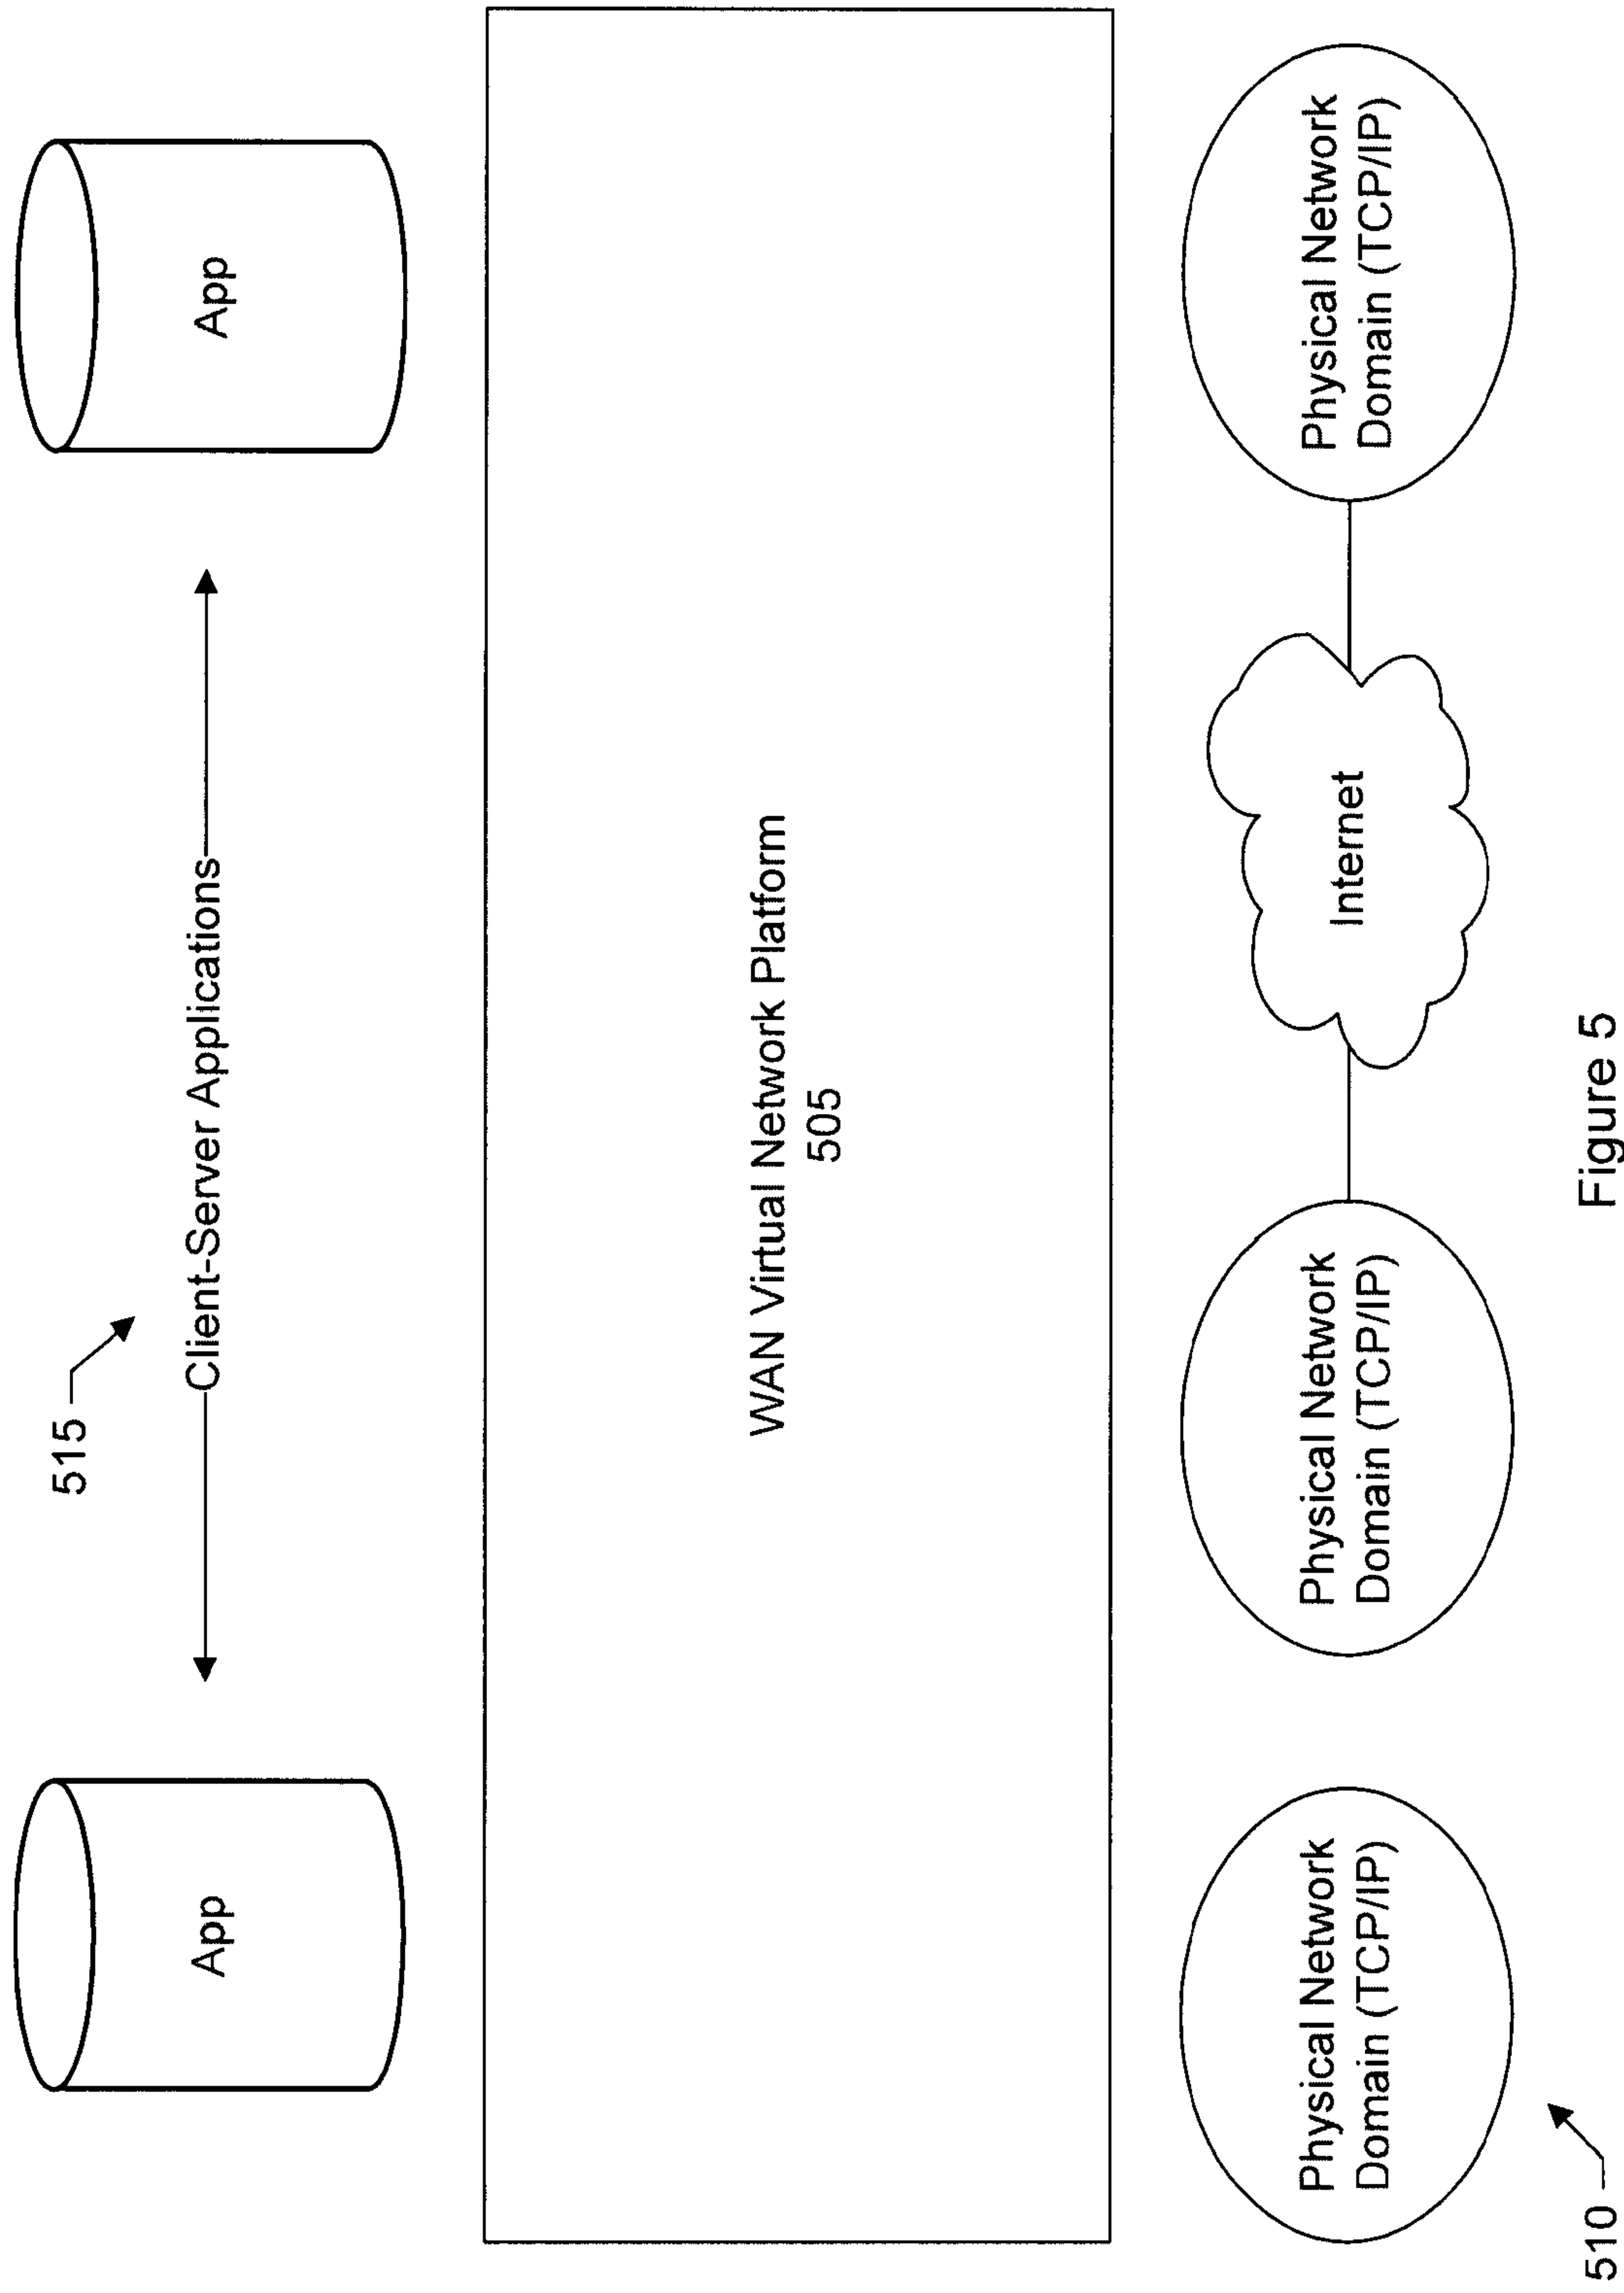 515
App
Client-Server Applications
App
WAN Virtual Network Platform
505
Physical Network
Domain (TCP/IP)
Physical Network
Domain (TCP/IP)
Internet
Physical Network
Domain (TCP/IP)
510
Figure 5